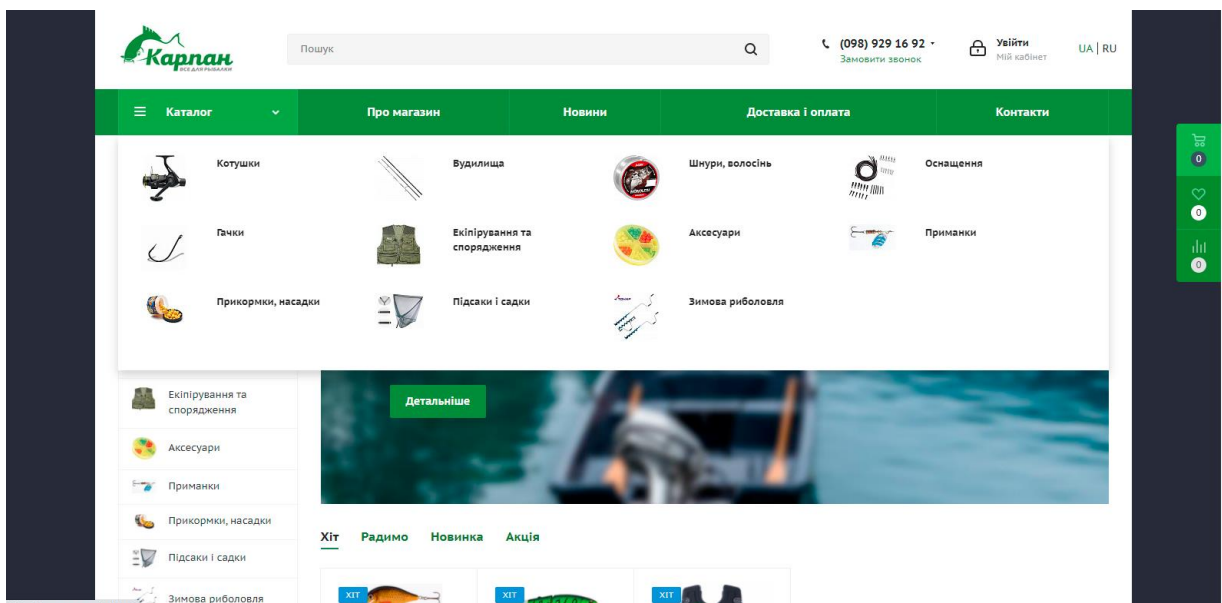 Карпан
ВСЕ ДЛЯ РЫБАЛКИ
Пошук
(098) 929 16 92
Замовити звонок
Увійти
Мій кабінет
UA | RU
Каталог
Про магазин
Новини
Доставка і оплата
Контакти
0
0
0
Котушки
Вудилища
Шнури, волосінь
Оснащення
Гачки
Екіпірування та
спорядження
Аксесуари
Приманки
Прикормки, насадки
Підсаки і садки
Зимова риболовля
Екіпірування та
спорядження
Аксесуари
Приманки
Прикормки, насадки
Підсаки і садки
Зимова риболовля
Детальніше
Хіт
Радимо
Новинка
Акція
ХІТ
ХІТ
ХІТ